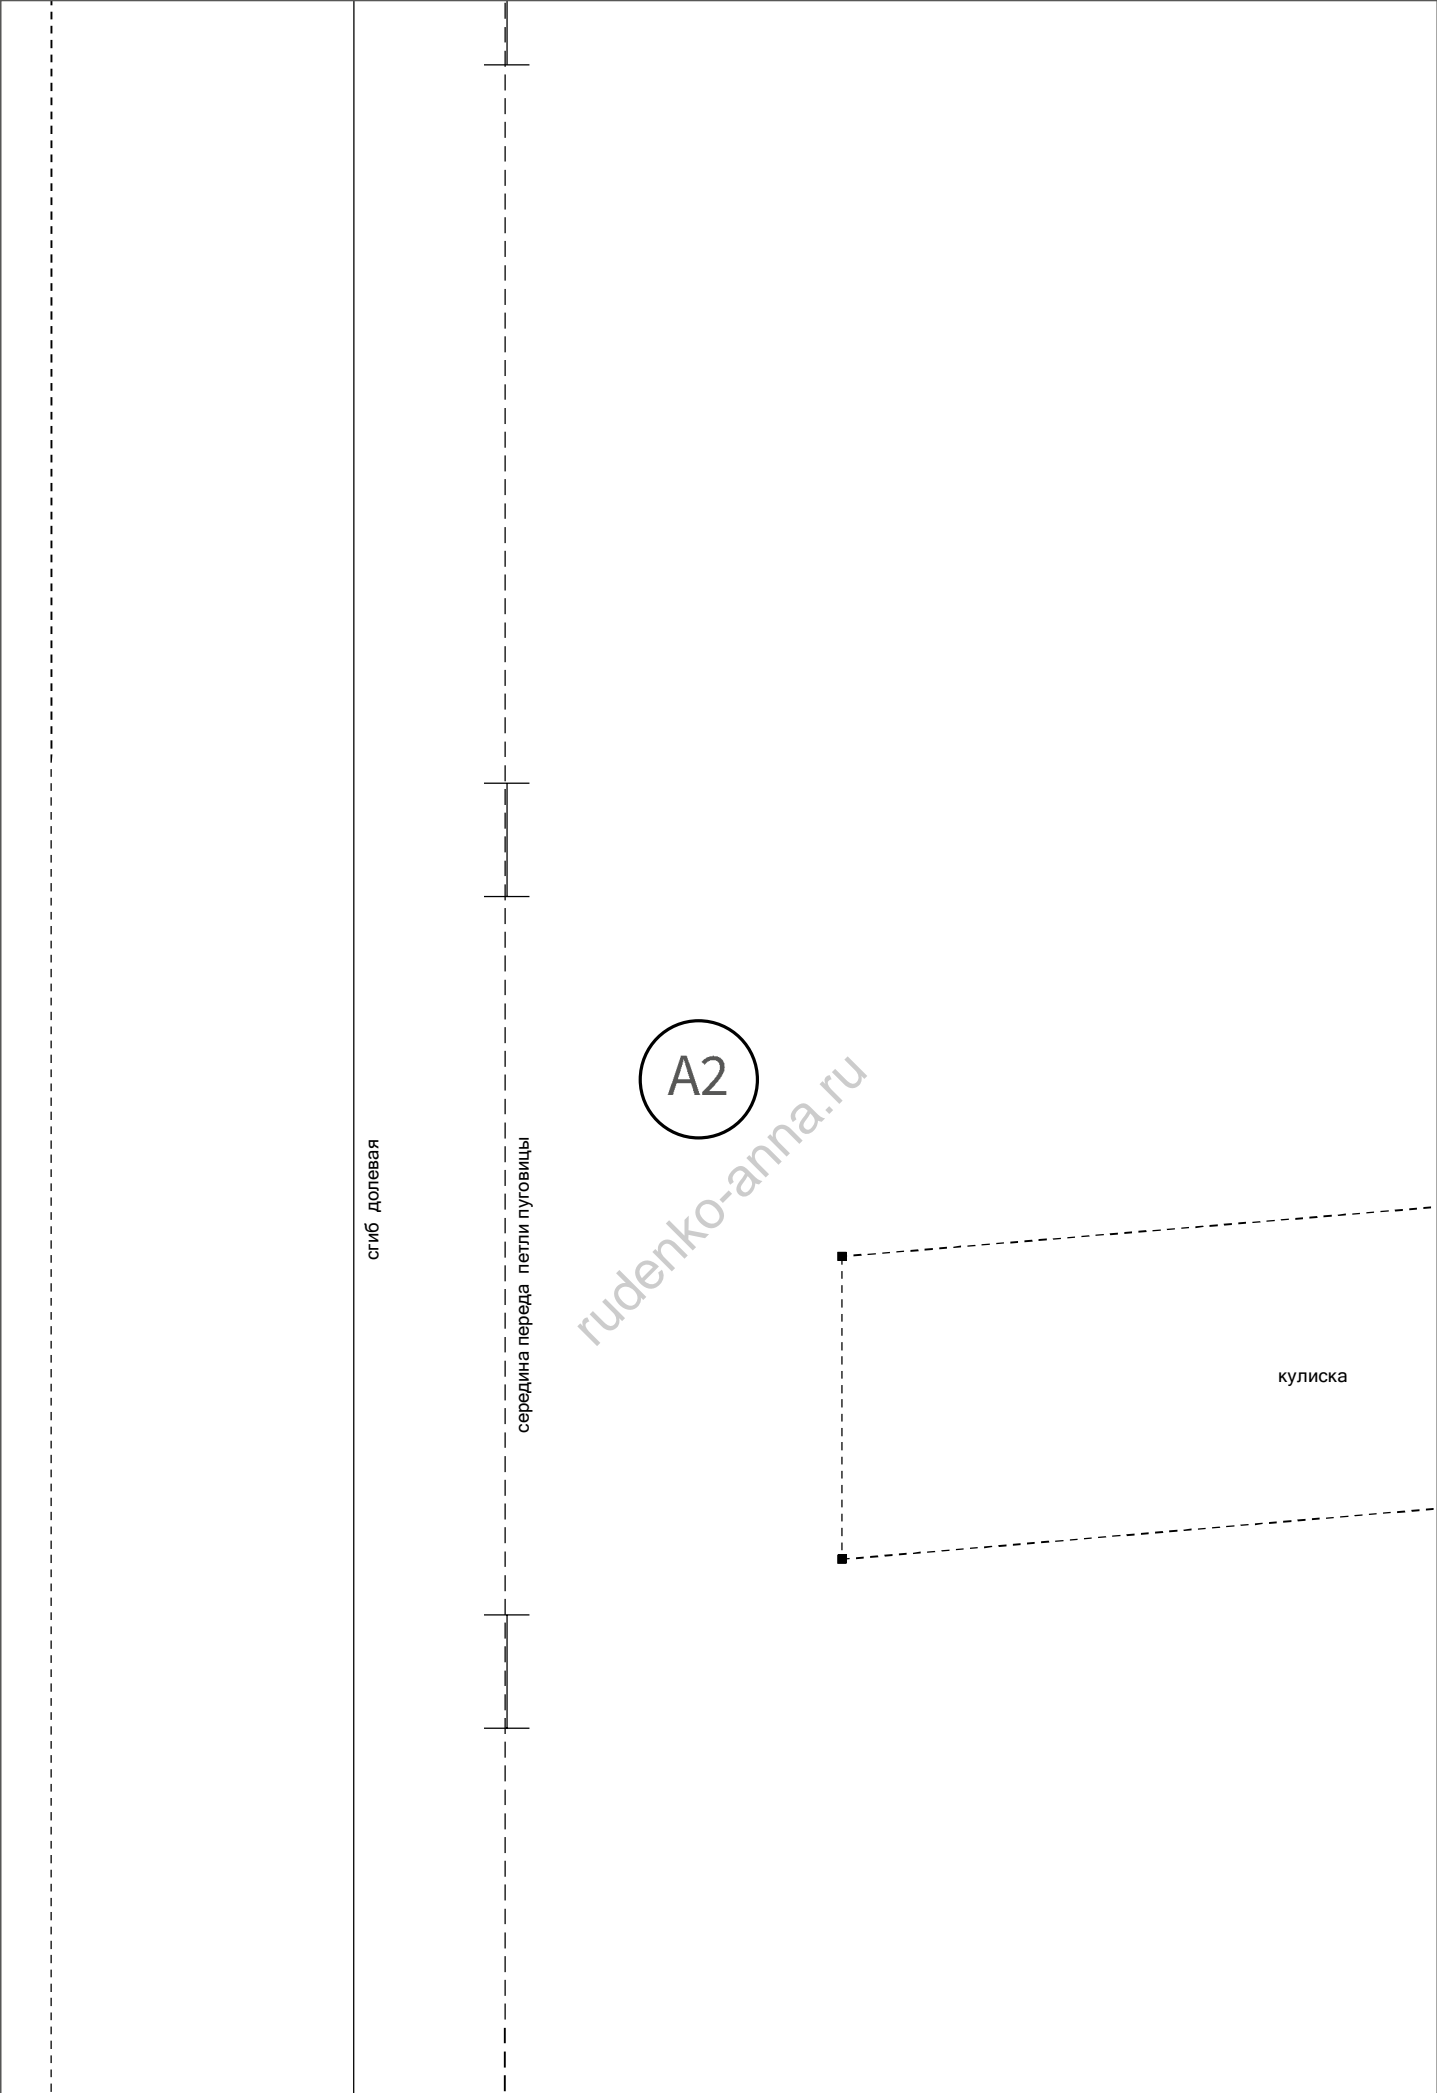 A2
rudenko-anna.ru
сгиб долевая
середина переда петли пуговицы
кулиска